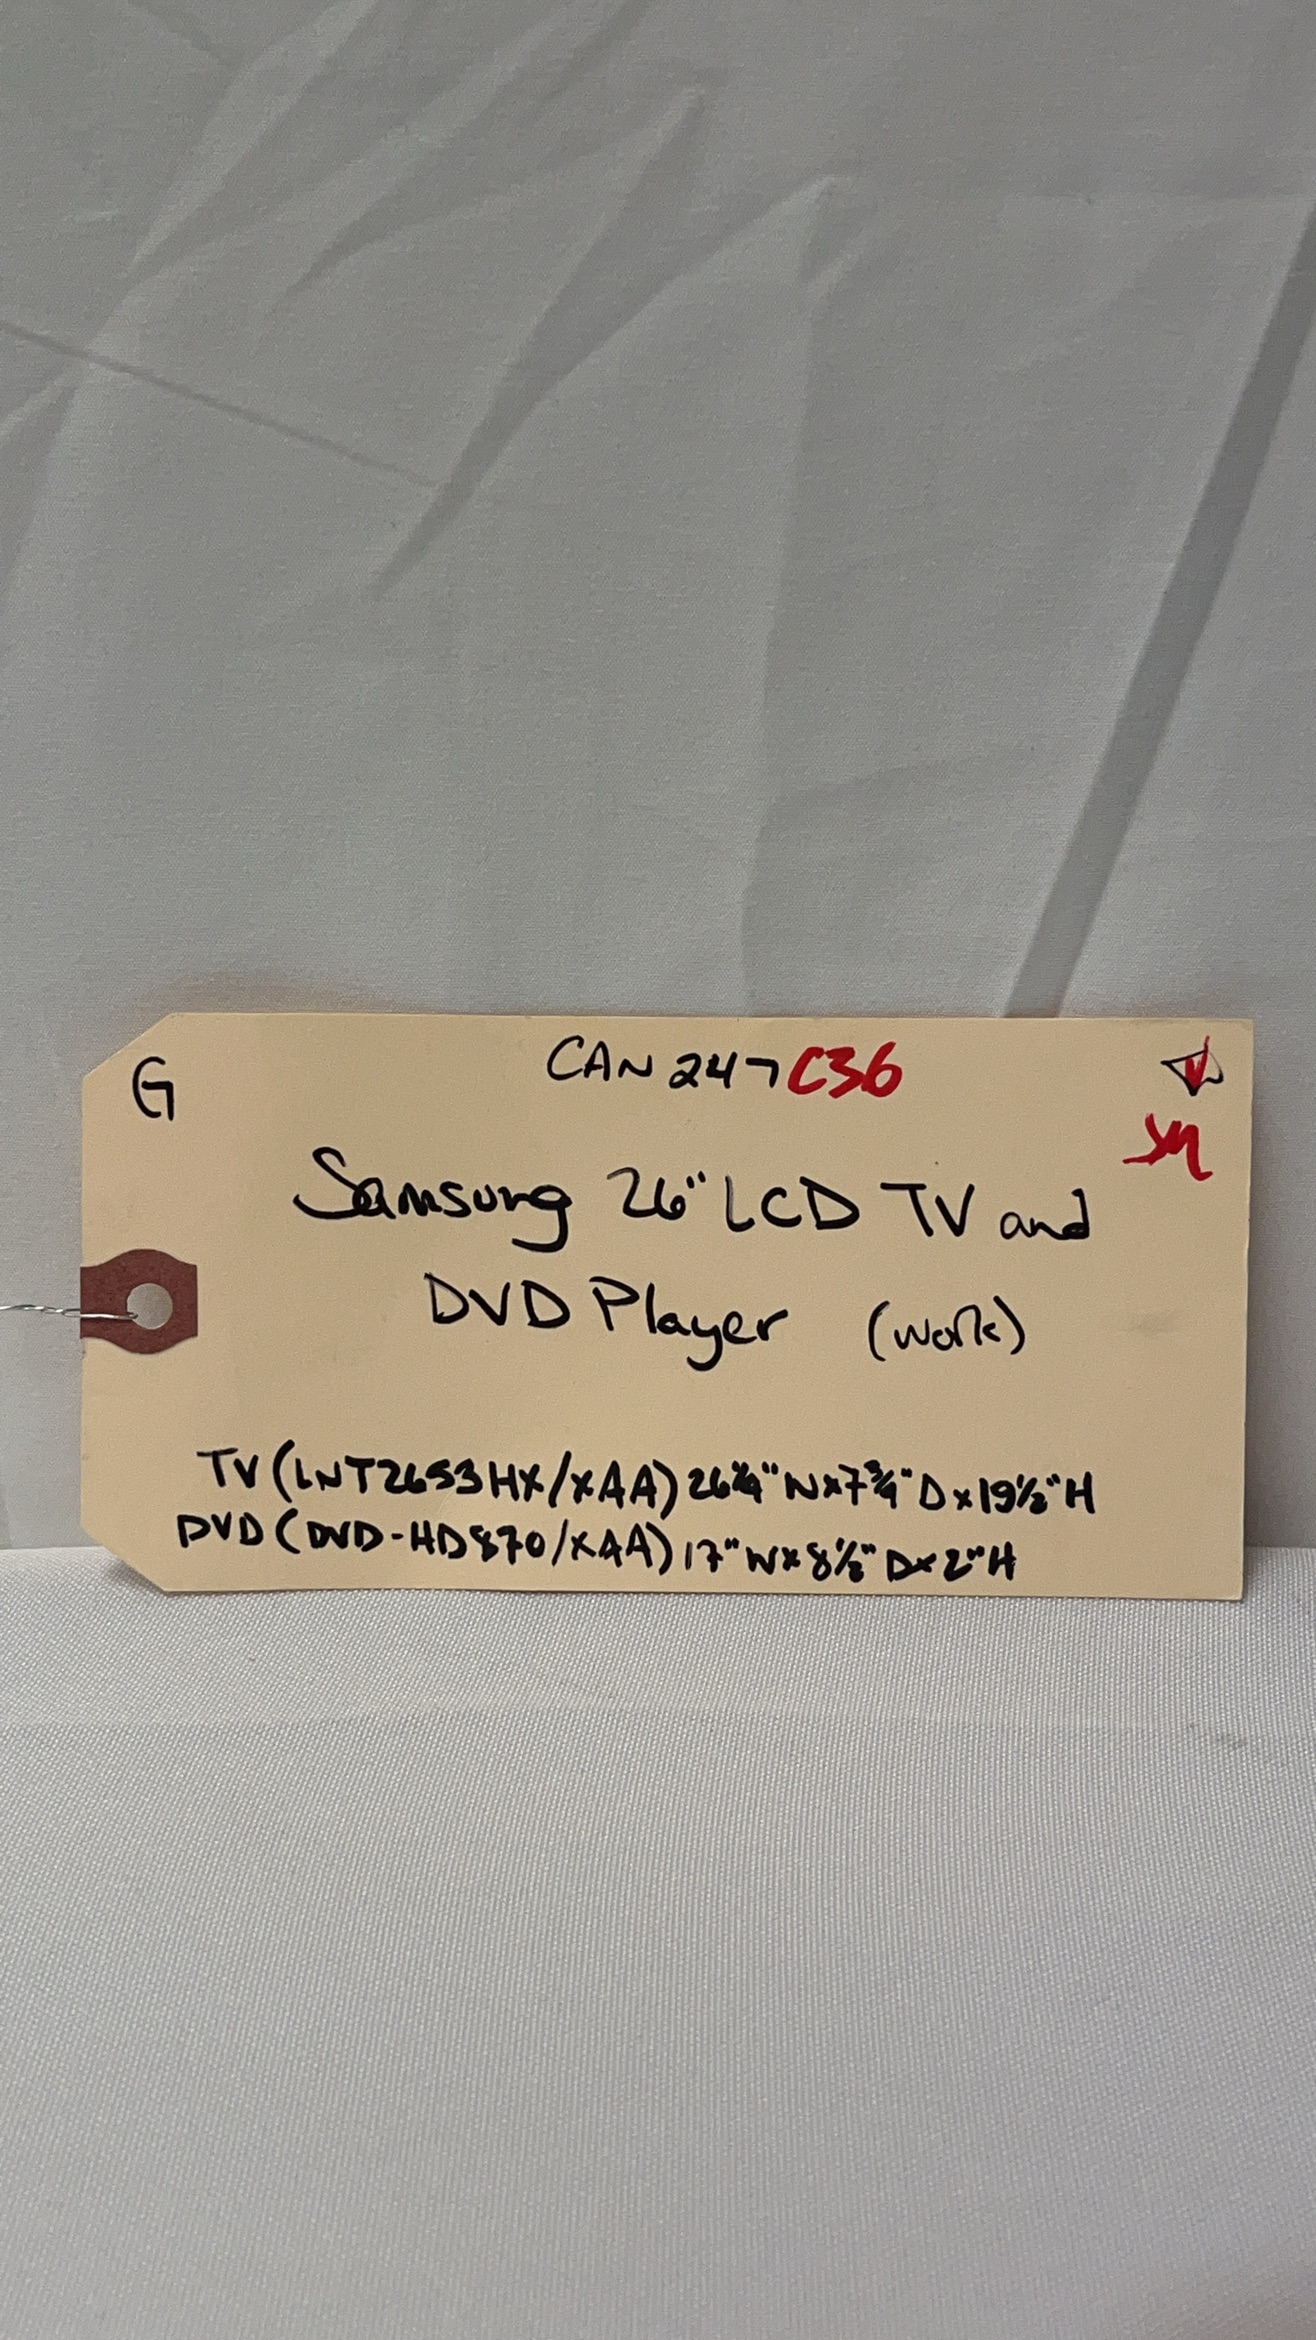 G
CAN 247 C36
Samsung 26" LCD TV and
DVD Player (work)
TV (LNT2653HX/XAA) 26¾" W x 7¾" D x 19½" H
DVD (DVD-HD870/XAA) 17" W x 8½" D x 2" H